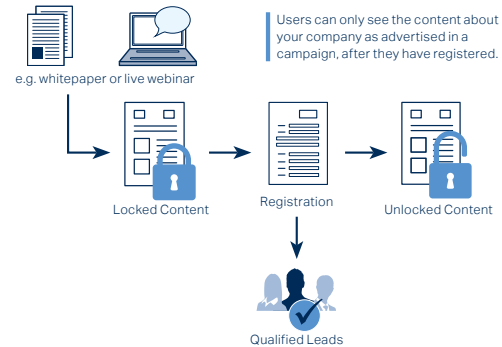 Users can only see the content about
your company as advertised in a
campaign, after they have registered.
e.g. whitepaper or live webinar
Locked Content
Registration
Unlocked Content
Qualified Leads